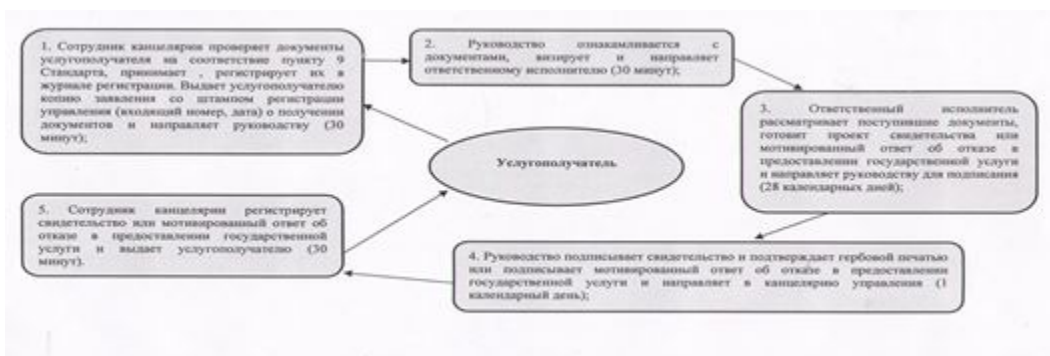 1. Сотрудник канцелярии проверяет документы
услугополучателя на соответствие пункту 9
Стандарта, принимает , регистрирует их в
журнале регистрации. Выдает услугополучателю
копию заявления со штампом регистрации
управления (входящий номер, дата) о получении
документов и направляет руководству (30
минут);
2. Руководство ознакамливается с
документами, визирует и направляет
ответственному исполнителю (30 минут);
3. Ответственный исполнитель
рассматривает поступившие документы,
готовит проект свидетельства или
мотивированный ответ об отказе в
предоставлении государственной услуги
и направляет руководству для подписания
(28 календарных дней);
Услугополучатель
4. Руководство подписывает свидетельство и подтверждает гербовой печатью
или подписывает мотивированный ответ об отказе в предоставлении
государственной услуги и направляет в канцелярию управления (1
календарный день);
5. Сотрудник канцелярии регистрирует
свидетельство или мотивированный ответ об
отказе в предоставлении государственной
услуги и выдает услугополучателю (30
минут).